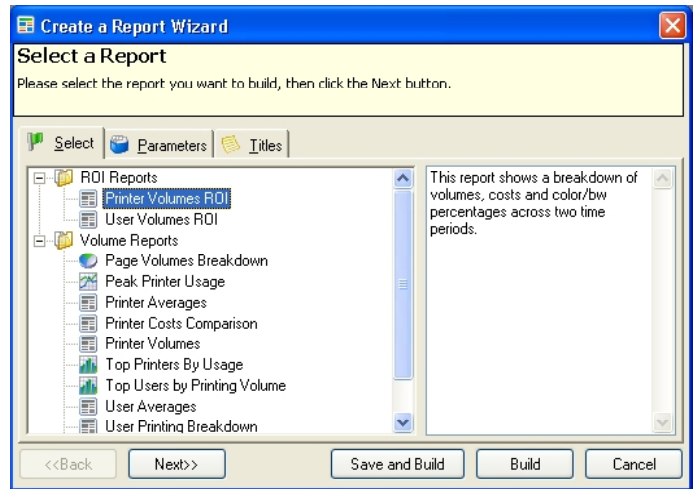 Create a Report Wizard
Select a Report
Please select the report you want to build, then click the Next button.
Select Parameters Titles
ROI Reports
Printer Volumes ROI
User Volumes ROI
Volume Reports
Page Volumes Breakdown
Peak Printer Usage
Printer Averages
Printer Costs Comparison
Printer Volumes
Top Printers By Usage
Top Users by Printing Volume
User Averages
User Printing Breakdown
This report shows a breakdown of
volumes, costs and color/bw
percentages across two time
periods.
<<Back Next>> Save and Build Build Cancel